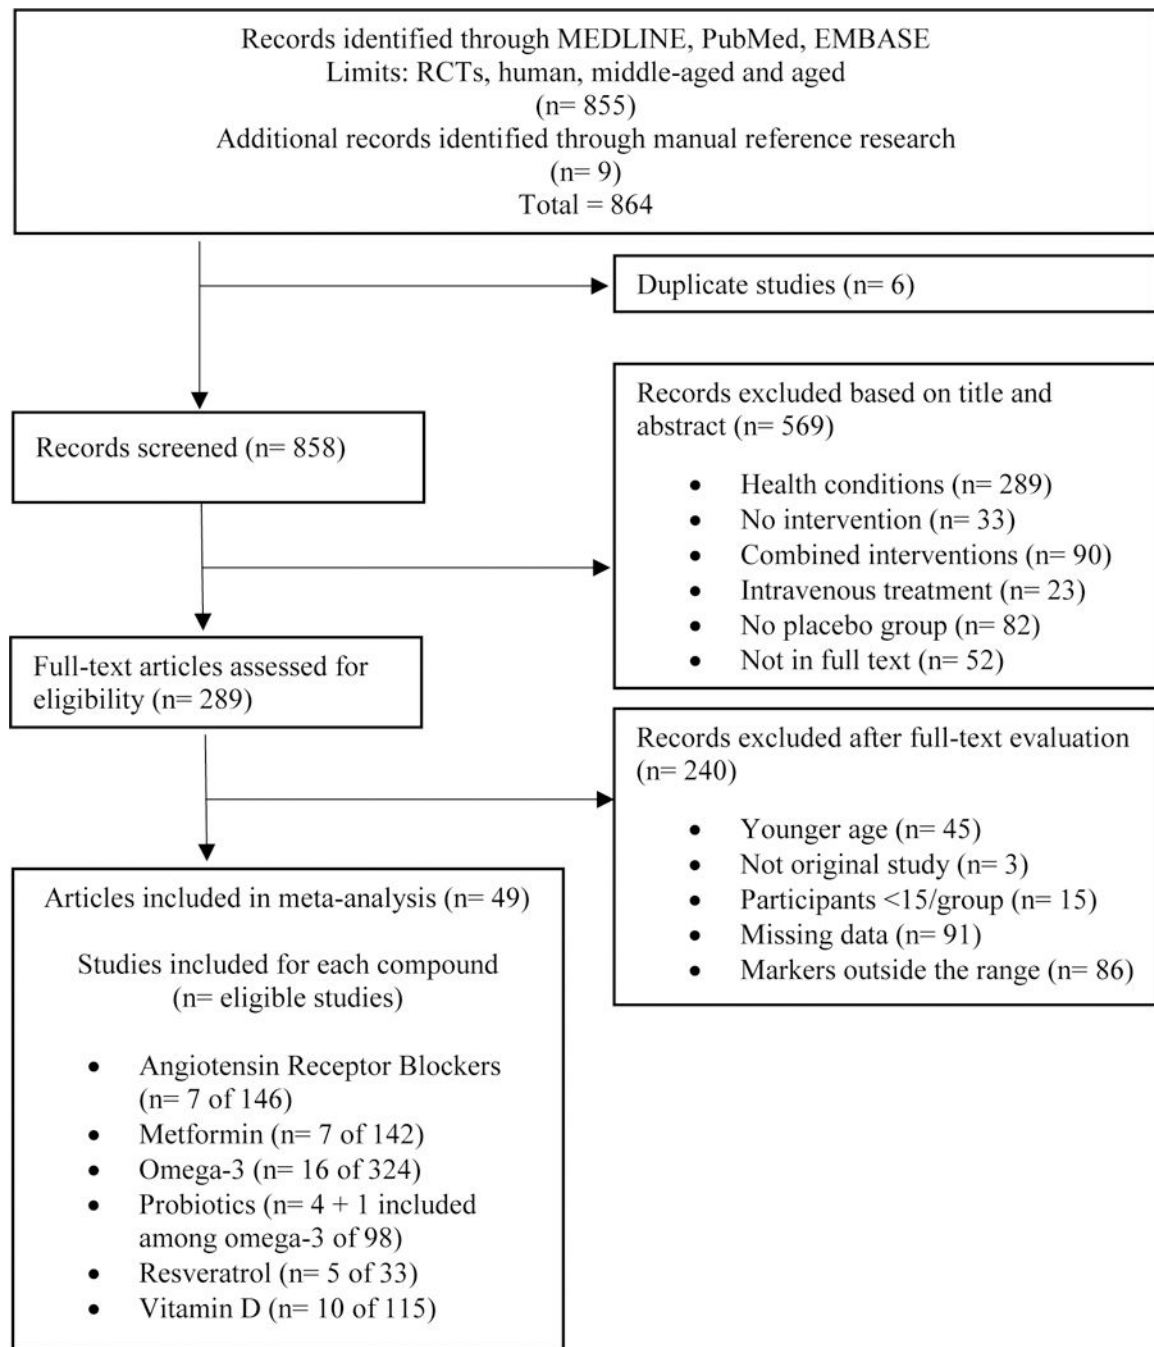 Records identified through MEDLINE, PubMed, EMBASE
Limits: RCTs, human, middle-aged and aged
(n= 855)
Additional records identified through manual reference research
(n= 9)
Total = 864
Duplicate studies (n= 6)
Records screened (n= 858)
Records excluded based on title and
abstract (n= 569)
• Health conditions (n= 289)
• No intervention (n= 33)
• Combined interventions (n= 90)
• Intravenous treatment (n= 23)
• No placebo group (n= 82)
• Not in full text (n= 52)
Full-text articles assessed for
eligibility (n= 289)
Records excluded after full-text evaluation
(n= 240)
• Younger age (n= 45)
• Not original study (n= 3)
• Participants <15/group (n= 15)
• Missing data (n= 91)
• Markers outside the range (n= 86)
Articles included in meta-analysis (n= 49)
Studies included for each compound
(n= eligible studies)
• Angiotensin Receptor Blockers
(n= 7 of 146)
• Metformin (n= 7 of 142)
• Omega-3 (n= 16 of 324)
• Probiotics (n= 4 + 1 included
among omega-3 of 98)
• Resveratrol (n= 5 of 33)
• Vitamin D (n= 10 of 115)